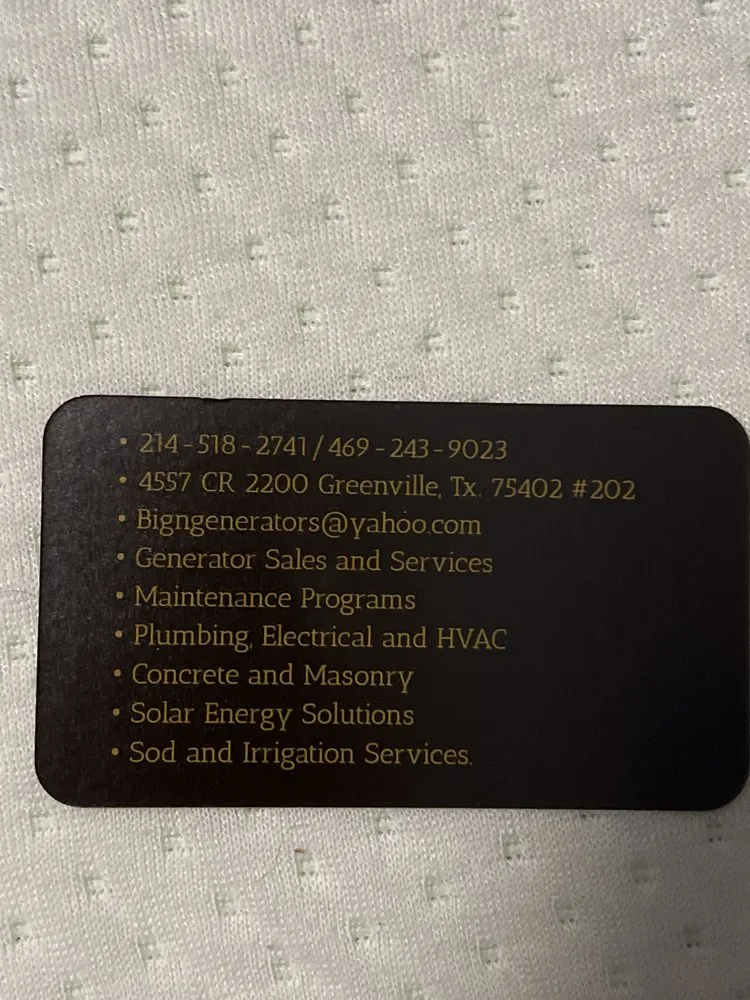 • 214-518-2741/469-243-9023
• 4557 CR 2200 Greenville, Tx. 75402 #202
• Bigngenerators@yahoo.com
• Generator Sales and Services
• Maintenance Programs
• Plumbing, Electrical and HVAC
• Concrete and Masonry
• Solar Energy Solutions
• Sod and Irrigation Services.